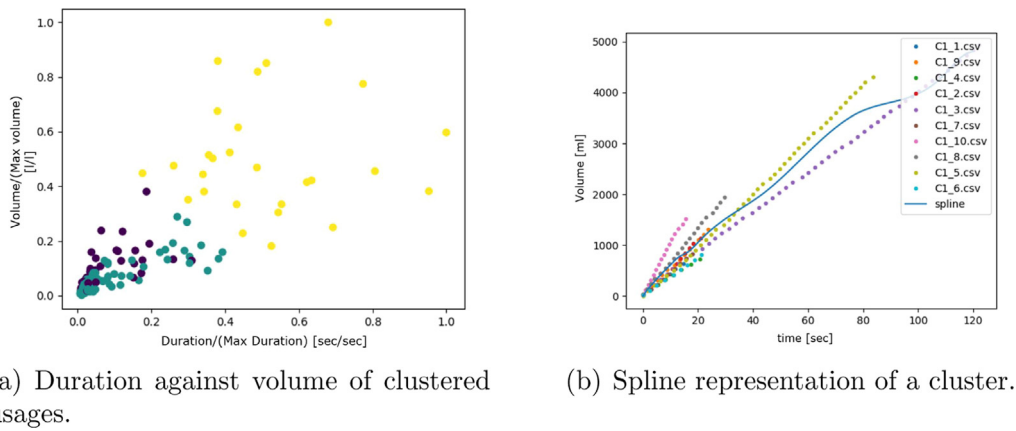 1.0
0.8
0.6
0.4
0.2
0.0
Volume/(Max volume)
[l/l]
0.0 0.2 0.4 0.6 0.8 1.0
Duration/(Max Duration) [sec/sec]
a) Duration against volume of clustered
usages.
5000
4000
3000
2000
1000
0
Volume [ml]
0 20 40 60 80 100 120
time [sec]
C1_1.csv
C1_9.csv
C1_4.csv
C1_2.csv
C1_3.csv
C1_7.csv
C1_10.csv
C1_8.csv
C1_5.csv
C1_6.csv
spline
(b) Spline representation of a cluster.